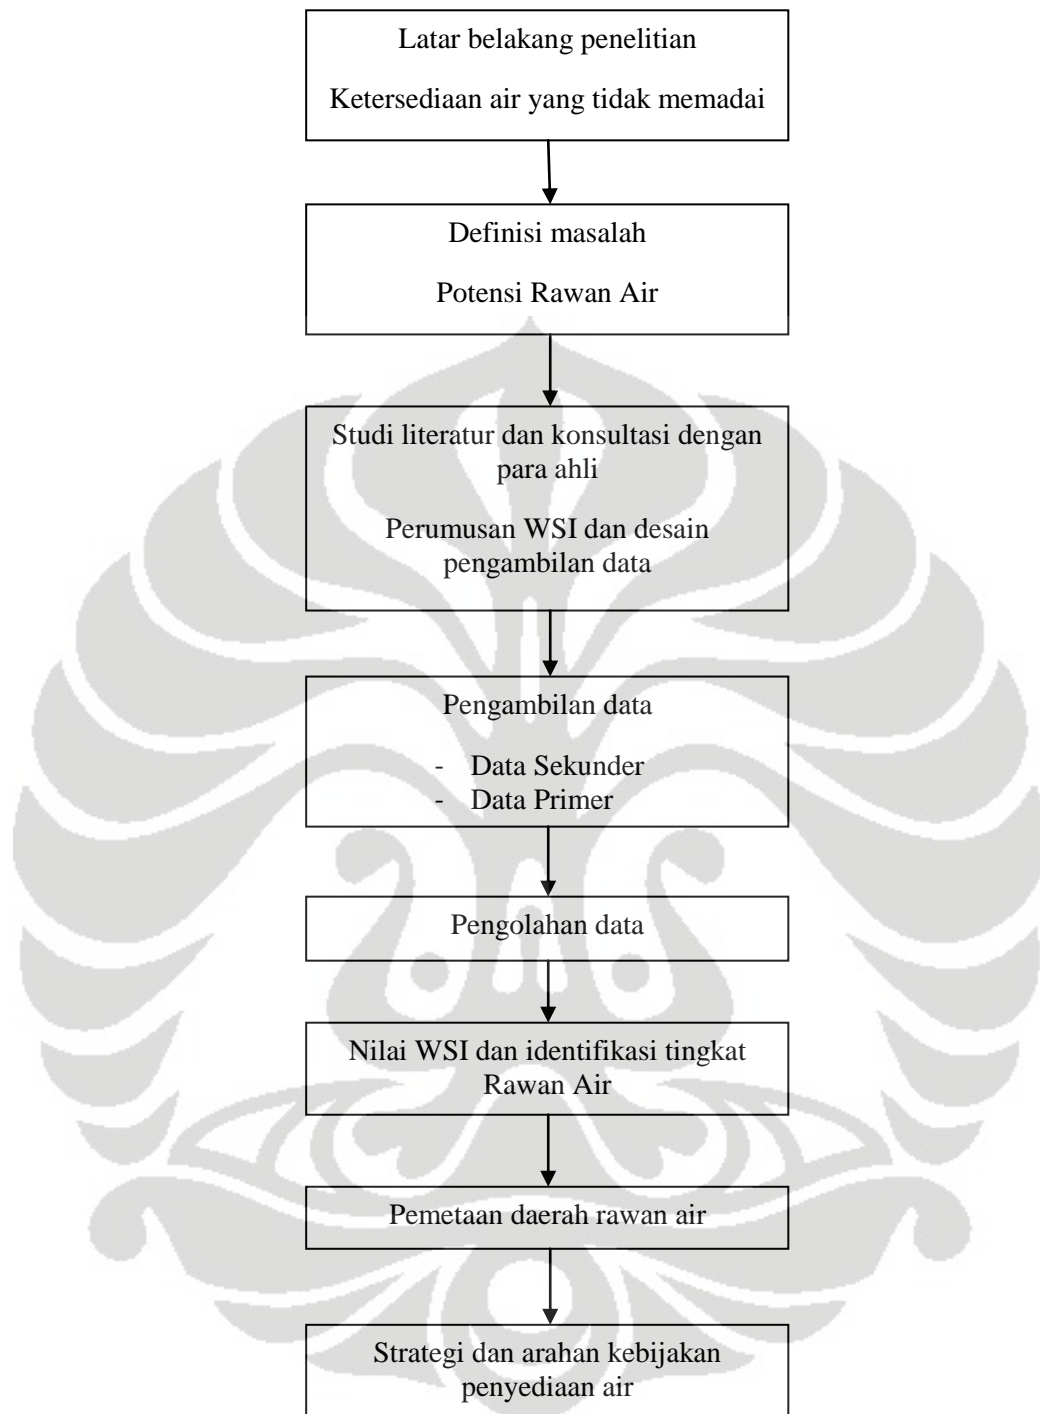 Latar belakang penelitian
Ketersediaan air yang tidak memadai
Definisi masalah
Potensi Rawan Air
Studi literatur dan konsultasi dengan
para ahli
Perumusan WSI dan desain
pengambilan data
Pengambilan data
- Data Sekunder
- Data Primer
Pengolahan data
Nilai WSI dan identifikasi tingkat
Rawan Air
Pemetaan daerah rawan air
Strategi dan arahan kebijakan
penyediaan air